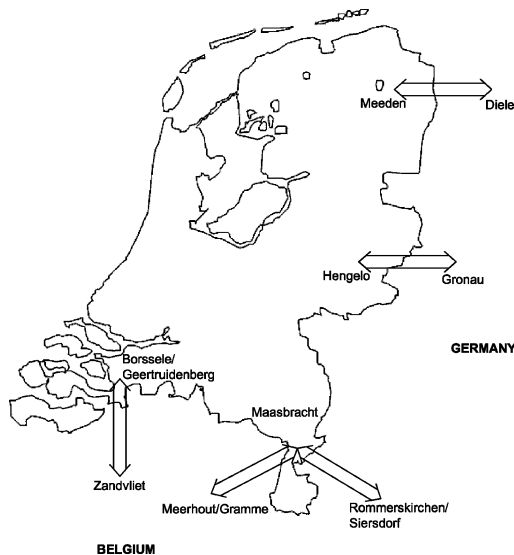 Meeden
Diele
Hengelo
Gronau
GERMANY
Borssele/
Geertruidenberg
Maasbracht
Zandvliet
Meerhout/Gramme
Rommerskirchen/
Siersdorf
BELGIUM